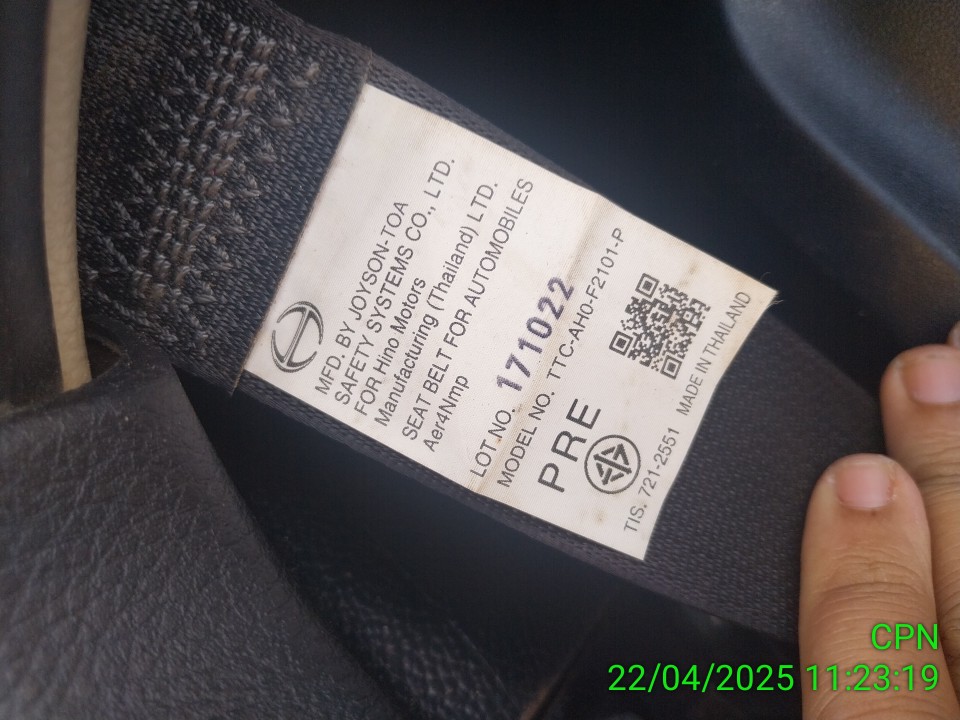 MFD. BY JOYSON-TOA
SAFETY SYSTEMS CO., LTD.
FOR Hino Motors
Manufacturing (Thailand) LTD.
SEAT BELT FOR AUTOMOBILES
Aer4Nmp
LOT NO. 171022
MODEL NO. TTC-AH0-F2101-P
PRE
TIS. 721-2551 MADE IN THAILAND
CPN
22/04/2025 11:23:19